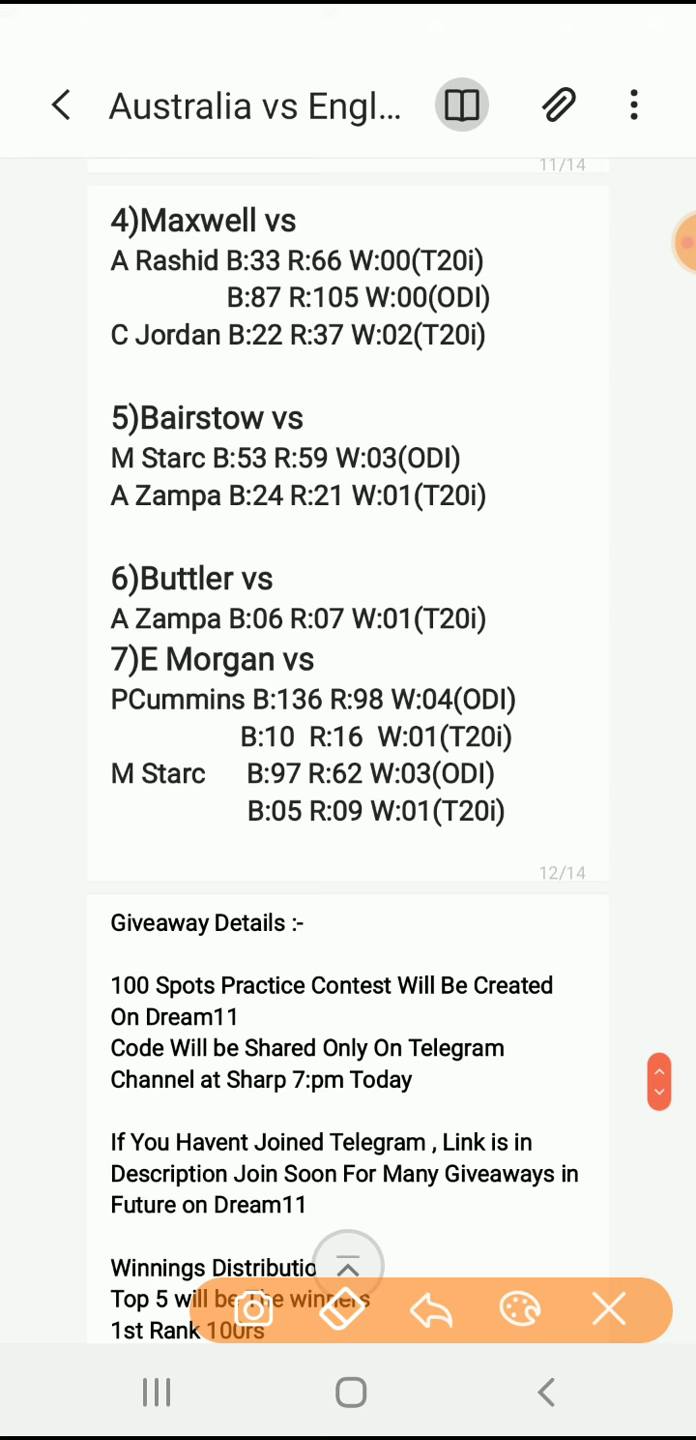 Australia vs Engl...
11/14
4)Maxwell vs
A Rashid B:33 R:66 W:00(T20i)
B:87 R:105 W:00(ODI)
C Jordan B:22 R:37 W:02(T20i)
5)Bairstow vs
M Starc B:53 R:59 W:03(ODI)
A Zampa B:24 R:21 W:01(T20i)
6)Buttler vs
A Zampa B:06 R:07 W:01(T20i)
7)E Morgan vs
PCummins B:136 R:98 W:04(ODI)
B:10 R:16 W:01(T20i)
M Starc B:97 R:62 W:03(ODI)
B:05 R:09 W:01(T20i)
12/14
Giveaway Details :-
100 Spots Practice Contest Will Be Created
On Dream11
Code Will be Shared Only On Telegram
Channel at Sharp 7:pm Today
If You Havent Joined Telegram , Link is in
Description Join Soon For Many Giveaways in
Future on Dream11
Winnings Distributio
Top 5 will be The winners
1st Rank 100rs